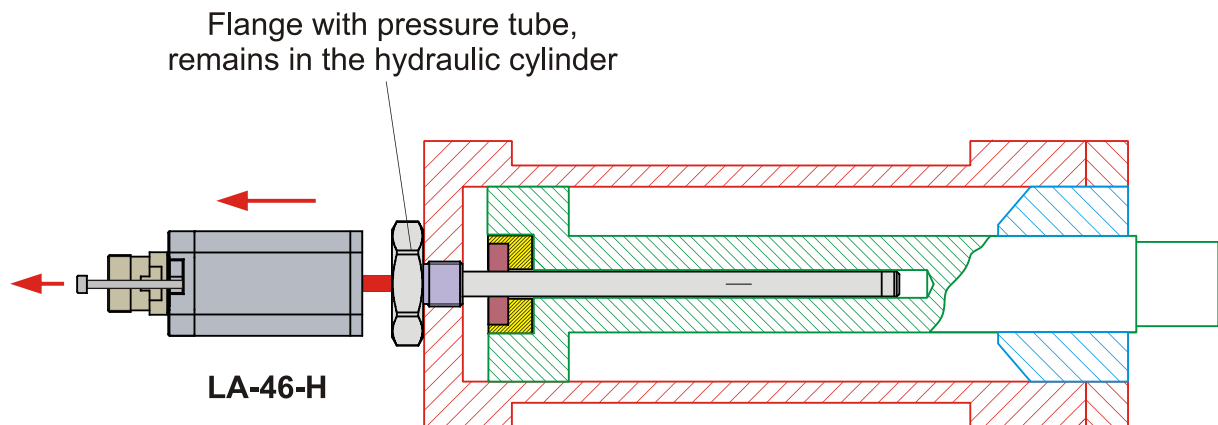 Flange with pressure tube,
remains in the hydraulic cylinder
LA-46-H